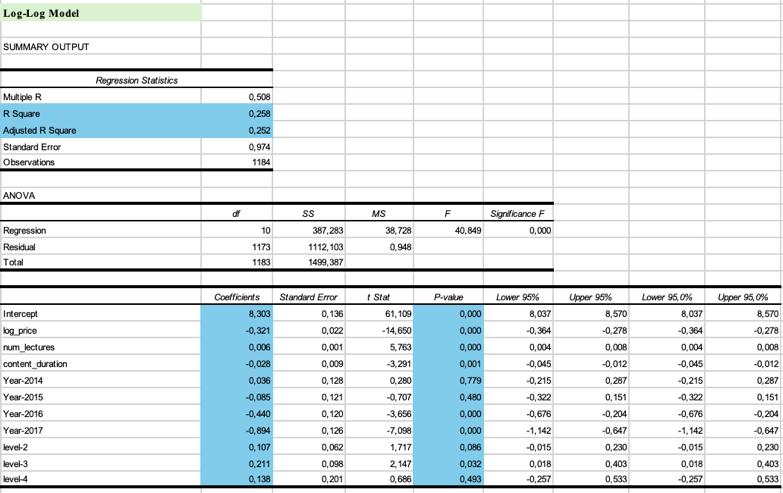 Log-Log Model
SUMMARY OUTPUT
Regression Statistics
Multiple R 0,508
R Square 0,258
Adjusted R Square 0,252
Standard Error 0,974
Observations 1184
ANOVA
df SS MS F Significance F
Regression 10 387,283 38,728 40,849 0,000
Residual 1173 1112,103 0,948
Total 1183 1499,387
Coefficients Standard Error t Stat P-value Lower 95% Upper 95% Lower 95,0% Upper 95,0%
Intercept 8,303 0,136 61,109 0,000 8,037 8,570 8,037 8,570
log_price -0,321 0,022 -14,650 0,000 -0,364 -0,278 -0,364 -0,278
num_lectures 0,006 0,001 5,763 0,000 0,004 0,008 0,004 0,008
content_duration -0,028 0,009 -3,291 0,001 -0,045 -0,012 -0,045 -0,012
Year-2014 0,036 0,128 0,280 0,779 -0,215 0,287 -0,215 0,287
Year-2015 -0,085 0,121 -0,707 0,480 -0,322 0,151 -0,322 0,151
Year-2016 -0,440 0,120 -3,656 0,000 -0,676 -0,204 -0,676 -0,204
Year-2017 -0,894 0,126 -7,098 0,000 -1,142 -0,647 -1,142 -0,647
level-2 0,107 0,062 1,717 0,086 -0,015 0,230 -0,015 0,230
level-3 0,211 0,098 2,147 0,032 0,018 0,403 0,018 0,403
level-4 0,138 0,201 0,686 0,493 -0,257 0,533 -0,257 0,533